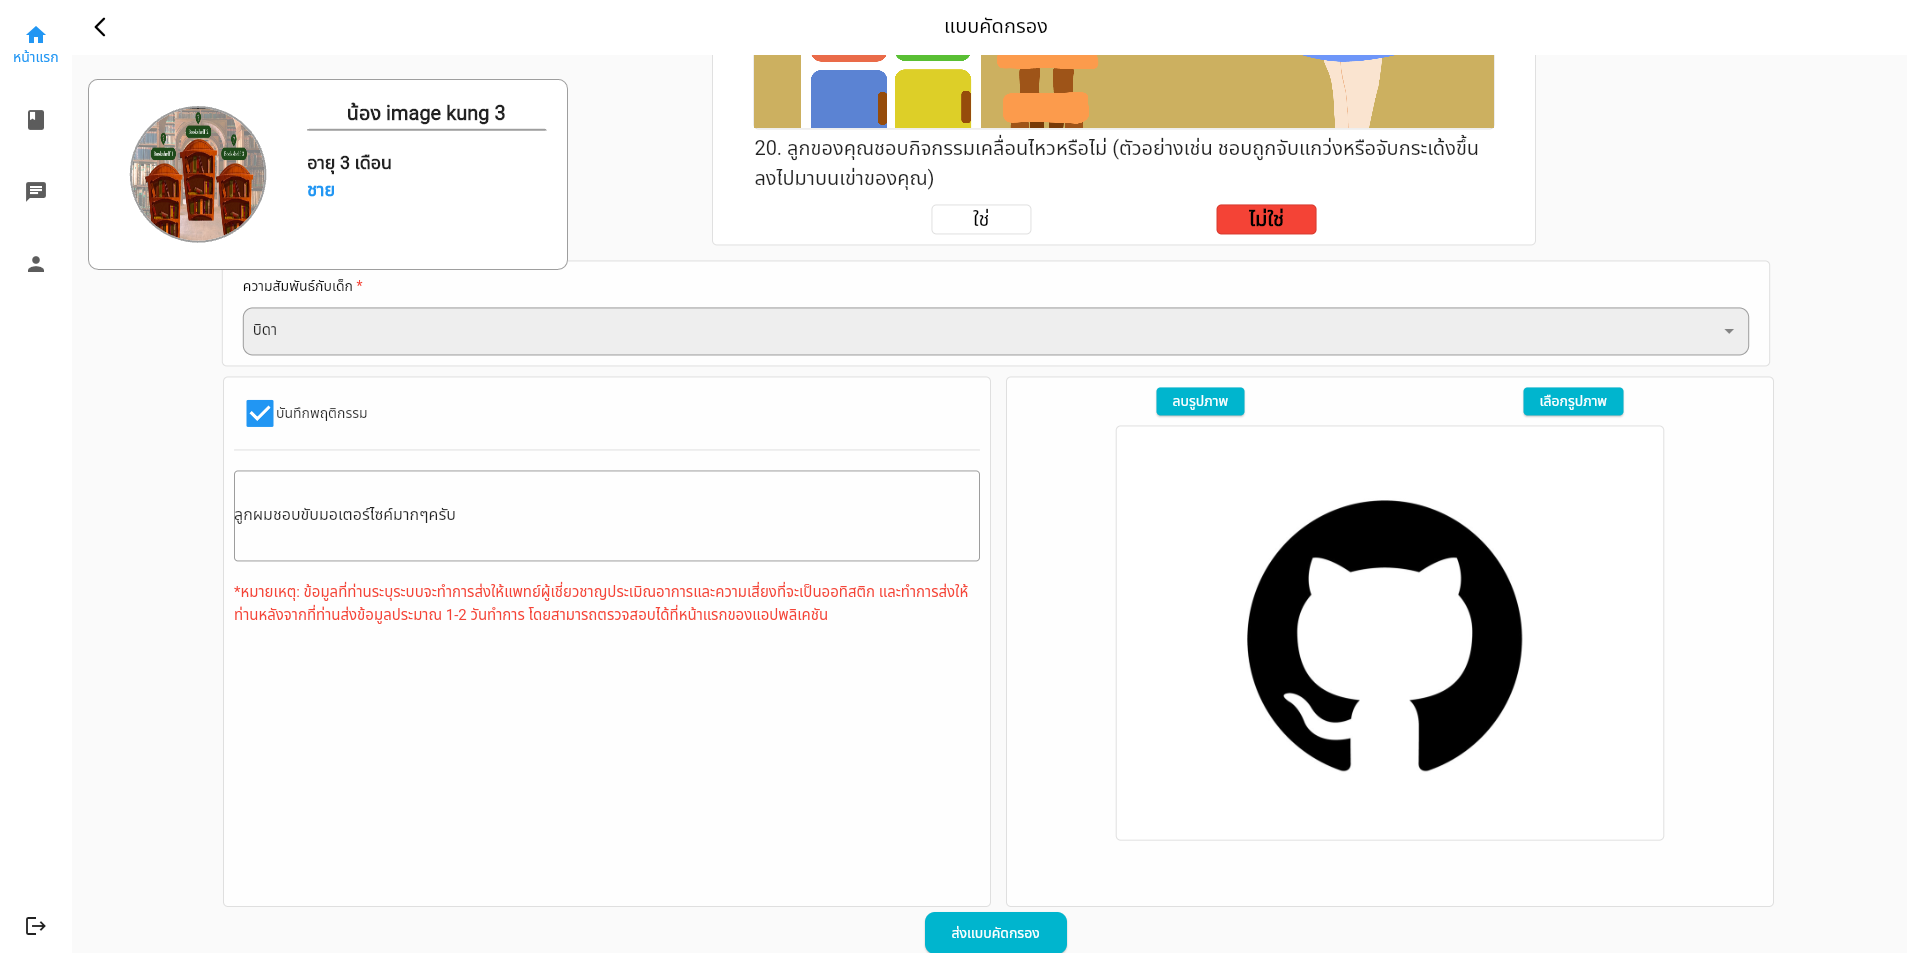 แบบคัดกรอง
หน้าแรก
น้อง image kung 3
อายุ 3 เดือน
ชาย
Bookshelf 1
Bookshelf 2
Bookshelf 3
20. ลูกของคุณชอบกิจกรรมเคลื่อนไหวหรือไม่ (ตัวอย่างเช่น ชอบถูกจับแกว่งหรือจับกระเด้งขึ้น
ลงไปมาบนเข่าของคุณ)
ใช่
ไม่ใช่
ความสัมพันธ์กับเด็ก *
บิดา
บันทึกพฤติกรรม
ลูกผมชอบขับมอเตอร์ไซค์มากๆครับ
*หมายเหตุ: ข้อมูลที่ท่านระบุระบบจะทำการส่งให้แพทย์ผู้เชี่ยวชาญประเมิณอาการและความเสี่ยงที่จะเป็นออทิสติก และทำการส่งให้
ท่านหลังจากที่ท่านส่งข้อมูลประมาณ 1-2 วันทำการ โดยสามารถตรวจสอบได้ที่หน้าแรกของแอปพลิเคชัน
ลบรูปภาพ
เลือกรูปภาพ
ส่งแบบคัดกรอง